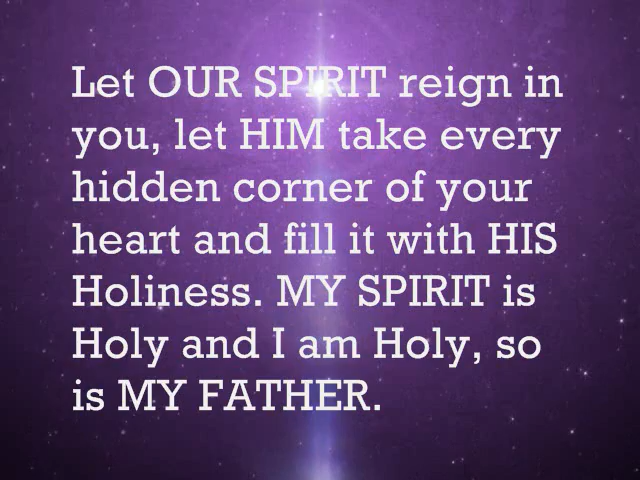 Let OUR SPIRIT reign in
you, let HIM take every
hidden corner of your
heart and fill it with HIS
Holiness. MY SPIRIT is
Holy and I am Holy, so
is MY FATHER.